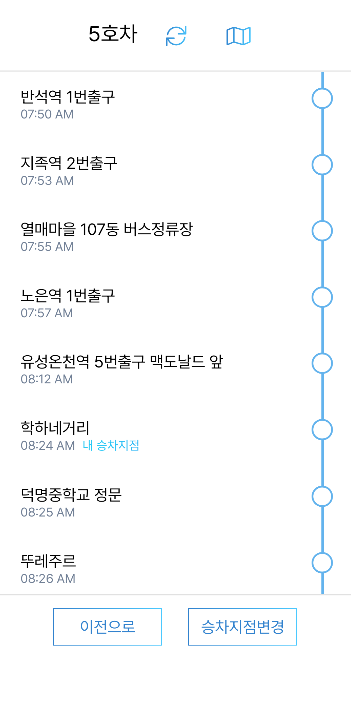 5호차
반석역 1번출구
07:50 AM
지족역 2번출구
07:53 AM
열매마을 107동 버스정류장
07:55 AM
노은역 1번출구
07:57 AM
유성온천역 5번출구 맥도날드 앞
08:12 AM
학하네거리
08:24 AM 내 승차지점
덕명중학교 정문
08:25 AM
뚜레주르
08:26 AM
이전으로 승차지점변경